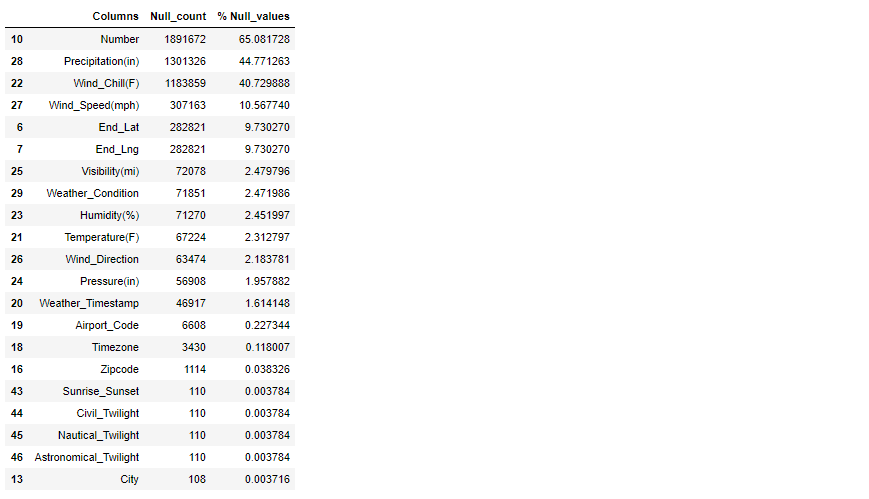 Columns Null_count % Null_values
10 Number 1891672 65.081728
28 Precipitation(in) 1301326 44.771263
22 Wind_Chill(F) 1183859 40.729888
27 Wind_Speed(mph) 307163 10.567740
6 End_Lat 282821 9.730270
7 End_Lng 282821 9.730270
25 Visibility(mi) 72078 2.479796
29 Weather_Condition 71851 2.471986
23 Humidity(%) 71270 2.451997
21 Temperature(F) 67224 2.312797
26 Wind_Direction 63474 2.183781
24 Pressure(in) 56908 1.957882
20 Weather_Timestamp 46917 1.614148
19 Airport_Code 6608 0.227344
18 Timezone 3430 0.118007
16 Zipcode 1114 0.038326
43 Sunrise_Sunset 110 0.003784
44 Civil_Twilight 110 0.003784
45 Nautical_Twilight 110 0.003784
46 Astronomical_Twilight 110 0.003784
13 City 108 0.003716